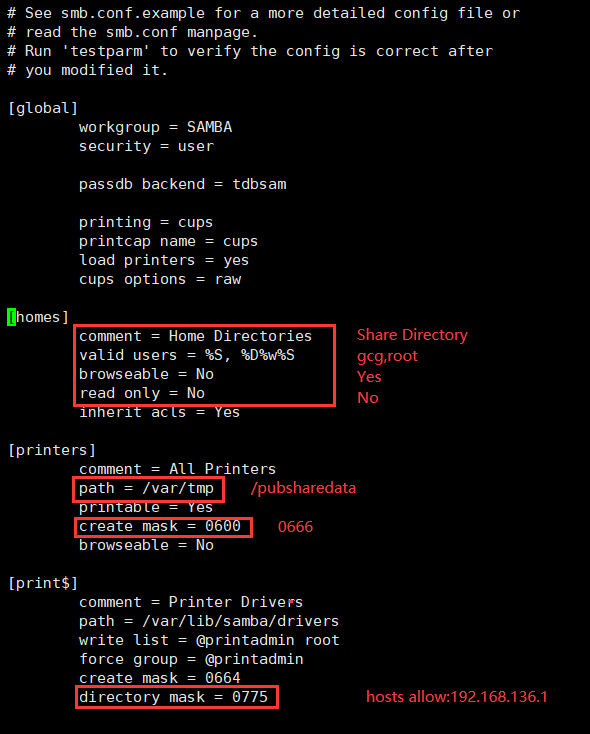 # See smb.conf.example for a more detailed config file or
# read the smb.conf manpage.
# Run 'testparm' to verify the config is correct after
# you modified it.
[global]
workgroup = SAMBA
security = user
passdb backend = tdbsam
printing = cups
printcap name = cups
load printers = yes
cups options = raw
[homes]
comment = Home Directories Share Directory
valid users = %S, %D%w%S gcg,root
browseable = No Yes
read only = No No
inherit acls = Yes
[printers]
comment = All Printers
path = /var/tmp /pubsharedata
printable = Yes
create mask = 0600 0666
browseable = No
[print$]
comment = Printer Drivers
path = /var/lib/samba/drivers
write list = @printadmin root
force group = @printadmin
create mask = 0664
directory mask = 0775 hosts allow:192.168.136.1